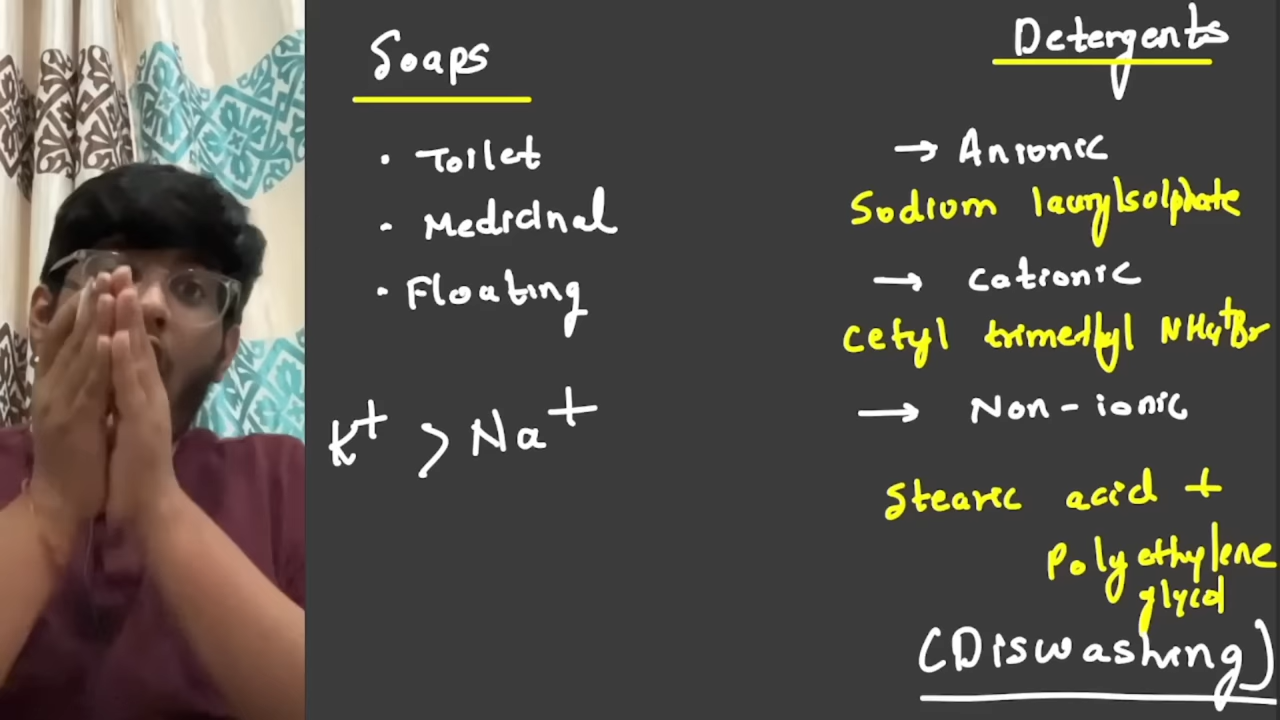 Soaps
• Toilet
• Medicinal
• Floating
K+ > Na+
Detergents
→ Anionic
Sodium laurylsolphate
→ cationic
cetyl trimethyl NH4+Br
→ Non-ionic
Stearic acid +
Polyethylene
glycol
(Diswashing)